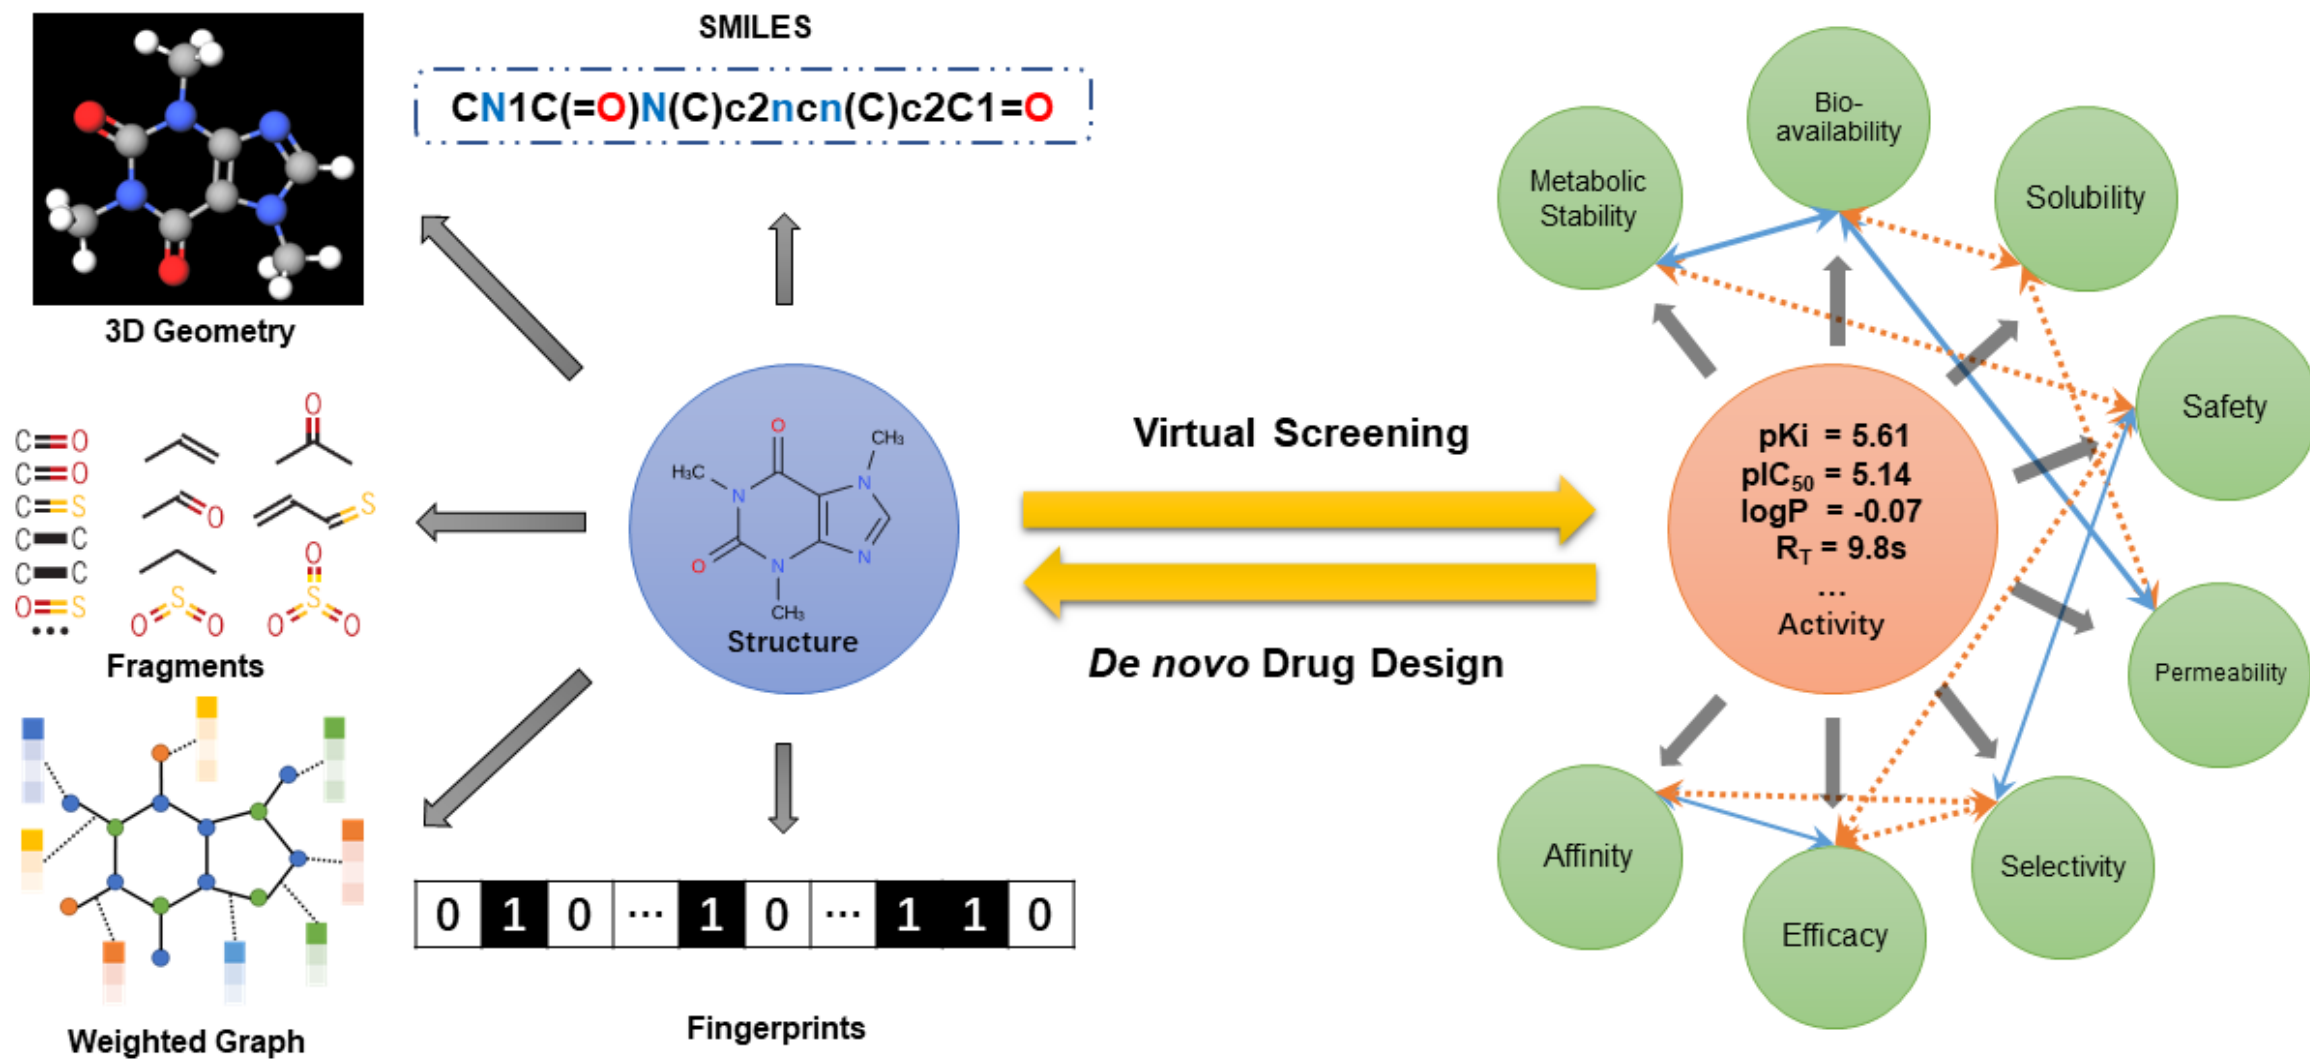 SMILES
CN1C(=O)N(C)c2ncn(C)c2C1=O
3D Geometry
C=O
C=O
C=S
C C
C C
O=S
...
O
O
S
S
O O
O
S
O O
Fragments
Weighted Graph
O
CH₃
H₃C
N
N
O
N
N
CH₃
Structure
0 1 0 ... 1 0 ... 1 1 0
Fingerprints
Virtual Screening
De novo Drug Design
pKi = 5.61
pIC₅₀ = 5.14
logP = -0.07
R_T = 9.8s
...
Activity
Bio-
availability
Metabolic
Stability
Solubility
Safety
Permeability
Selectivity
Efficacy
Affinity